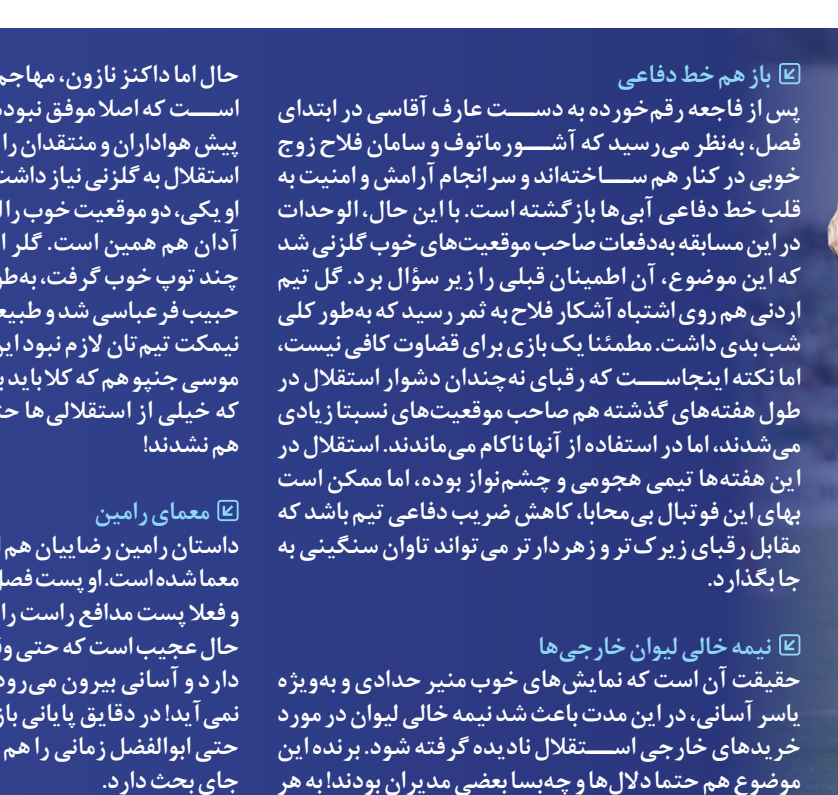 باز هم خط دفاعی
پس از فاجعه رقم‌خورده به دست عارف آقاسی در ابتدای
فصل، به‌نظر می‌رسید که آشورماتوف و سامان فلاح زوج
خوبی در کنار هم ساخته‌اند و سرانجام آرامش و امنیت به
قلب خط دفاعی آبی‌ها بازگشته است. با این حال، الوحدات
در این مسابقه به‌دفعات صاحب موقعیت‌های خوب گلزنی شد
که این موضوع، آن اطمینان قبلی را زیر سؤال برد. گل تیم
اردنی هم روی اشتباه آشکار فلاح به ثمر رسید که به‌طور کلی
شب بدی داشت. مطمئنا یک بازی برای قضاوت کافی نیست،
اما نکته اینجاست که رقبای نه‌چندان دشوار استقلال در
طول هفته‌های گذشته هم صاحب موقعیت‌های نسبتا زیادی
می‌شدند، اما در استفاده از آنها ناکام می‌ماندند. استقلال در
این هفته‌ها تیمی هجومی و چشم‌نواز بوده، اما ممکن است
بهای این فوتبال بی‌محابا، کاهش ضریب دفاعی تیم باشد که
مقابل رقبای زیرک‌تر و زهردارتر می‌تواند تاوان سنگینی به
جا بگذارد.
نیمه خالی لیوان خارجی‌ها
حقیقت آن است که نمایش‌های خوب منیر حدادی و به‌ویژه
یاسر آسانی، در این مدت باعث شد نیمه خالی لیوان در مورد
خریدهای خارجی استقلال نادیده گرفته شود. برنده این
موضوع هم حتما دلال‌ها و چه‌بسا بعضی مدیران بودند! به هر
حال اما داکنز نازون، مهاجم
است که اصلا موفق نبوده
پیش هواداران و منتقدان را
استقلال به گلزنی نیاز داشت
او یکی، دو موقعیت خوب را
آدان هم همین است. گلر
چند توپ خوب گرفت، به‌طو
حبیب فرعباسی شد و طبیع
نیمکت تیم‌تان لازم نبود این
موسی جنپو هم که کلا باید
که خیلی از استقلالی‌ها حت
هم نشدند!
معمای رامین
داستان رامین رضاییان هم
معما شده است. او پست فصل
و فعلا پست مدافع راست را
حال عجیب است که حتی و
دارد و آسانی بیرون می‌رود
نمی‌آید! در دقایق پایانی باز
حتی ابوالفضل زمانی را هم
جای بحث دارد.